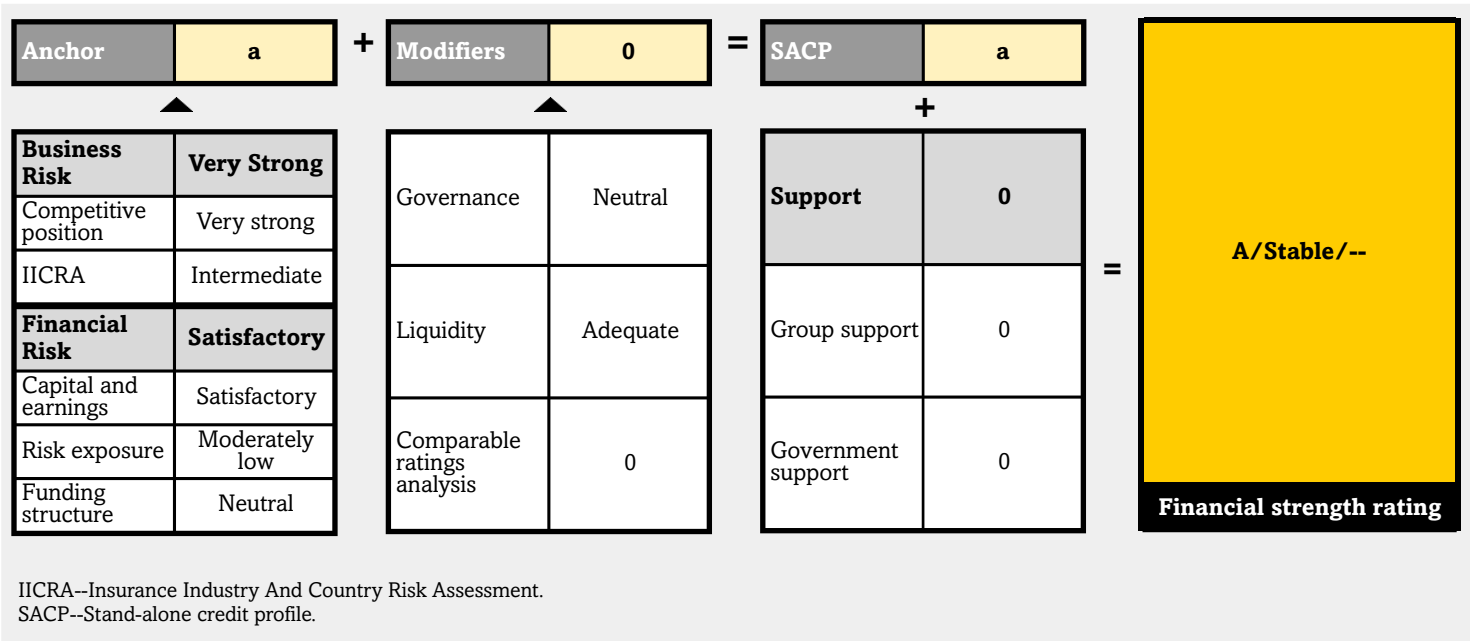 Anchor a + Modifiers 0 = SACP a
+
Business
Risk
Very Strong
Competitive
position
Very strong
IICRA Intermediate
Financial
Risk
Satisfactory
Capital and
earnings
Satisfactory
Risk exposure
Moderately
low
Funding
structure
Neutral
Governance Neutral
Liquidity Adequate
Comparable
ratings
analysis
0
Support 0
Group support 0
Government
support
0
=
A/Stable/--
Financial strength rating
IICRA--Insurance Industry And Country Risk Assessment.
SACP--Stand-alone credit profile.